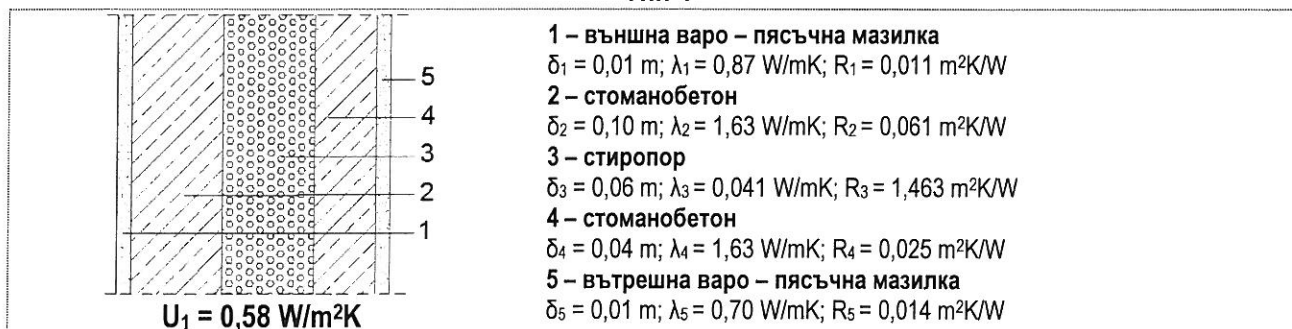 5
4
3
2
1
U₁ = 0,58 W/m²K
1 – външна варо – пясъчна мазилка
δ₁ = 0,01 m; λ₁ = 0,87 W/mK; R₁ = 0,011 m²K/W
2 – стоманобетон
δ₂ = 0,10 m; λ₂ = 1,63 W/mK; R₂ = 0,061 m²K/W
3 – стиропор
δ₃ = 0,06 m; λ₃ = 0,041 W/mK; R₃ = 1,463 m²K/W
4 – стоманобетон
δ₄ = 0,04 m; λ₄ = 1,63 W/mK; R₄ = 0,025 m²K/W
5 – вътрешна варо – пясъчна мазилка
δ₅ = 0,01 m; λ₅ = 0,70 W/mK; R₅ = 0,014 m²K/W